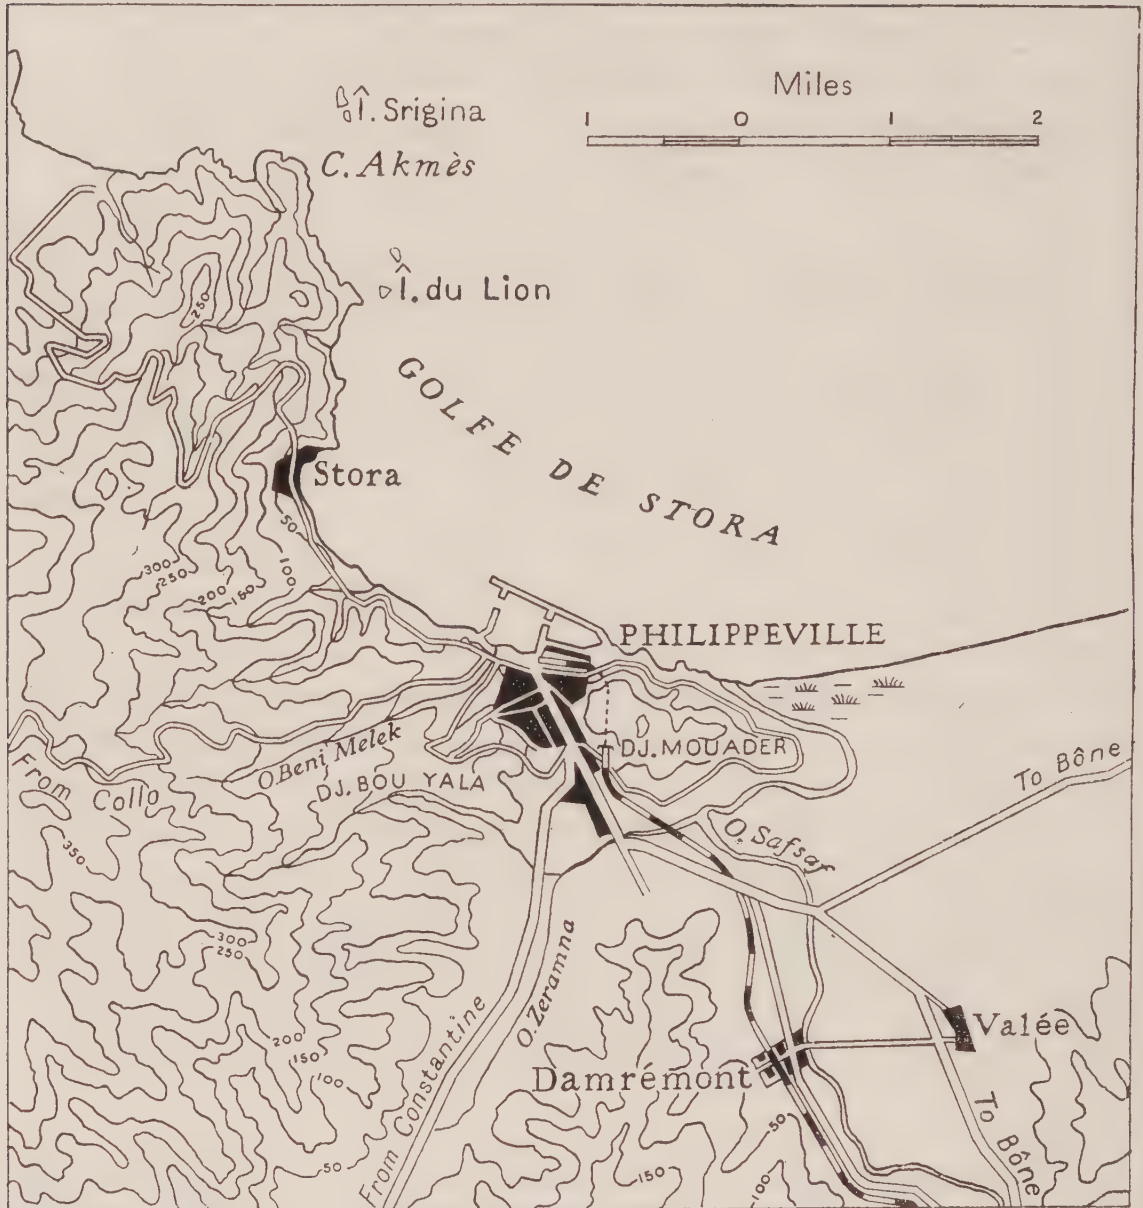 Miles
1 0 1 2
Î. Srigina
C. Akmès
Î. du Lion
250
GOLFE DE STORA
Stora
50
300
250
200
150
100
PHILIPPEVILLE
O. Beni Melek
DJ. MOUADER
From Collo
DJ. BOU YALA
To Bône
O. Safsaf
350
300
250
O. Zeramna
From Constantine
Valée
200
150
100
Damrémont
To Bône
50
50
150
100